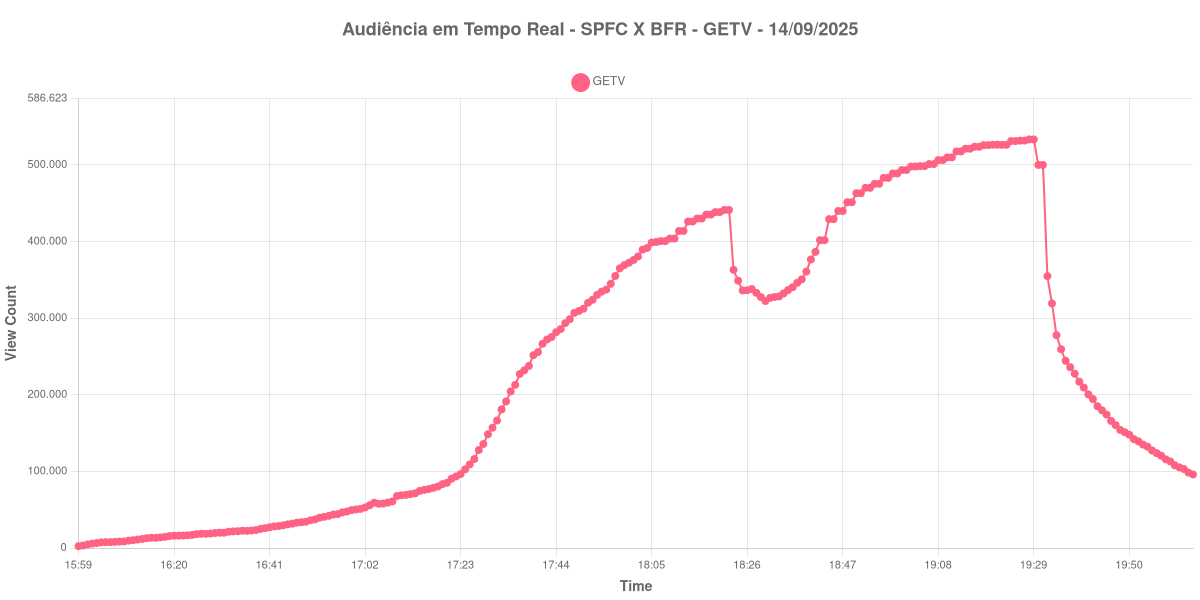 Audiência em Tempo Real - SPFC X BFR - GETV - 14/09/2025
GETV
586.623
500.000
400.000
300.000
200.000
100.000
0
View Count
15:59 16:20 16:41 17:02 17:23 17:44 18:05 18:26 18:47 19:08 19:29 19:50
Time